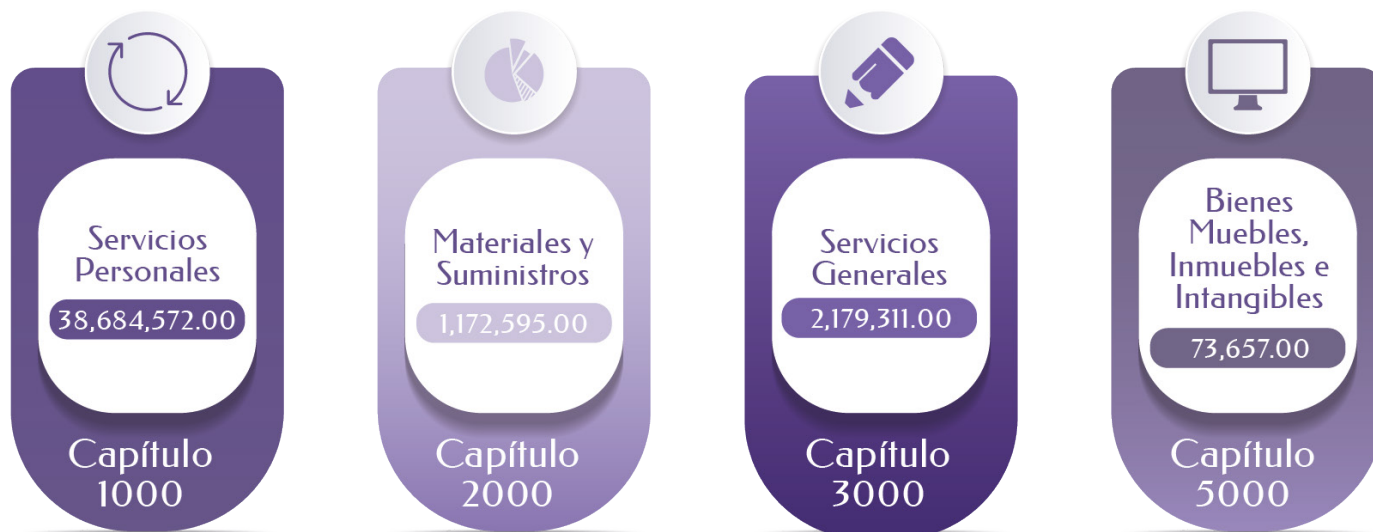 Servicios
Personales
38,684,572.00
Capítulo
1000
Materiales y
Suministros
1,172,595.00
Capítulo
2000
Servicios
Generales
2,179,311.00
Capítulo
3000
Bienes
Muebles,
Inmuebles e
Intangibles
73,657.00
Capítulo
5000